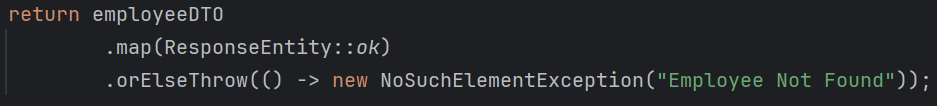 return employeeDTO
.map(ResponseEntity::ok)
.orElseThrow(() -> new NoSuchElementException("Employee Not Found"));